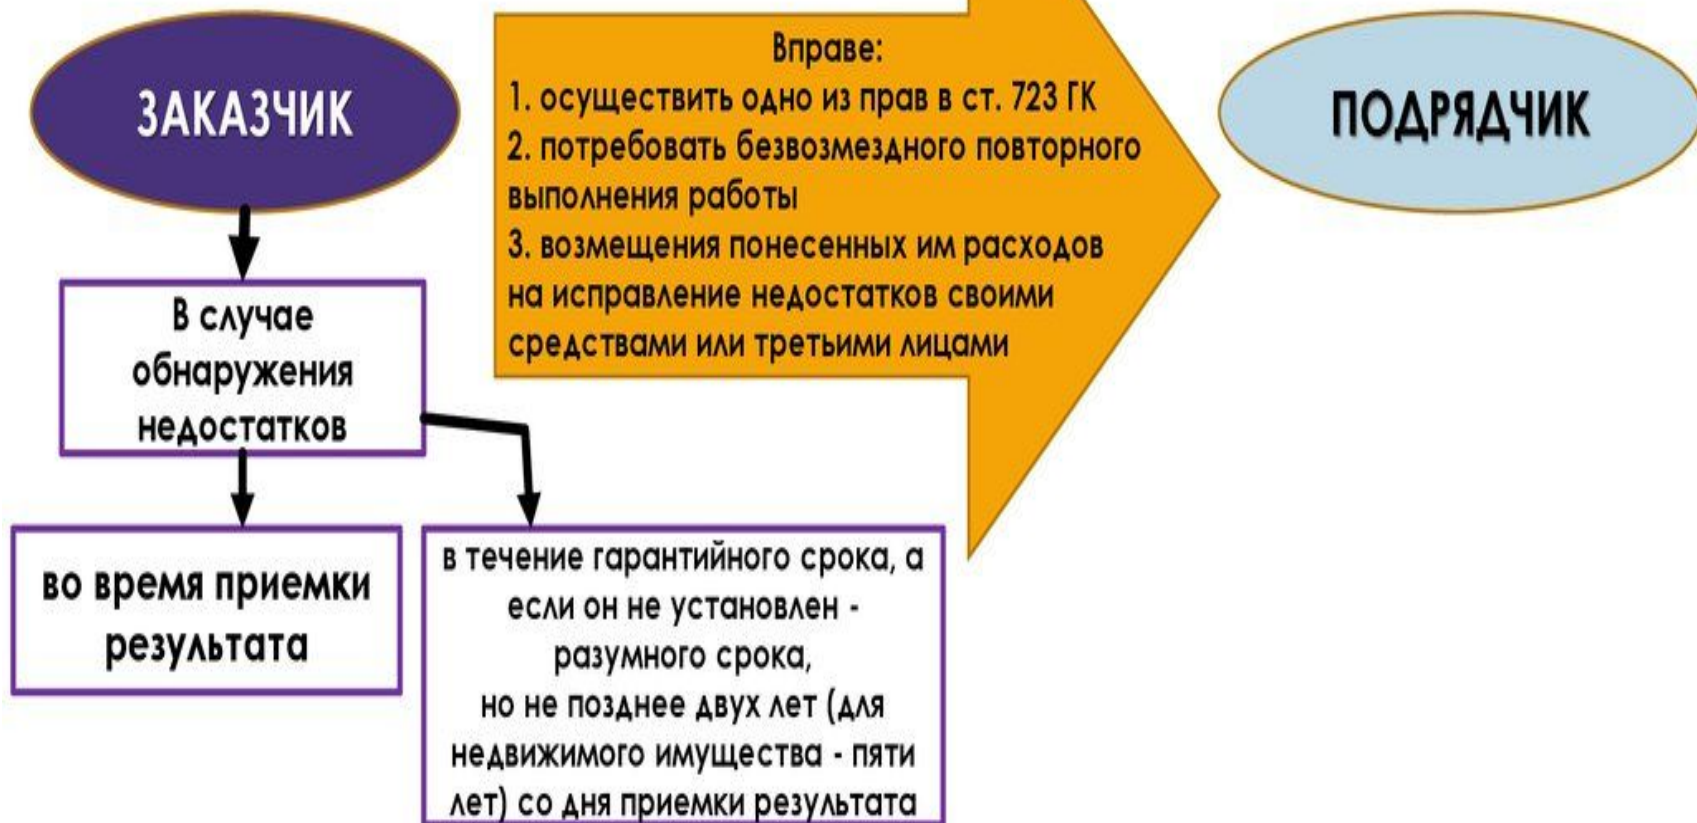 ЗАКАЗЧИК
Вправе:
1. осуществить одно из прав в ст. 723 ГК
2. потребовать безвозмездного повторного
выполнения работы
3. возмещения понесенных им расходов
на исправление недостатков своими
средствами или третьими лицами
ПОДРЯДЧИК
В случае
обнаружения
недостатков
во время приемки
результата
в течение гарантийного срока, а
если он не установлен -
разумного срока,
но не позднее двух лет (для
недвижимого имущества - пяти
лет) со дня приемки результата